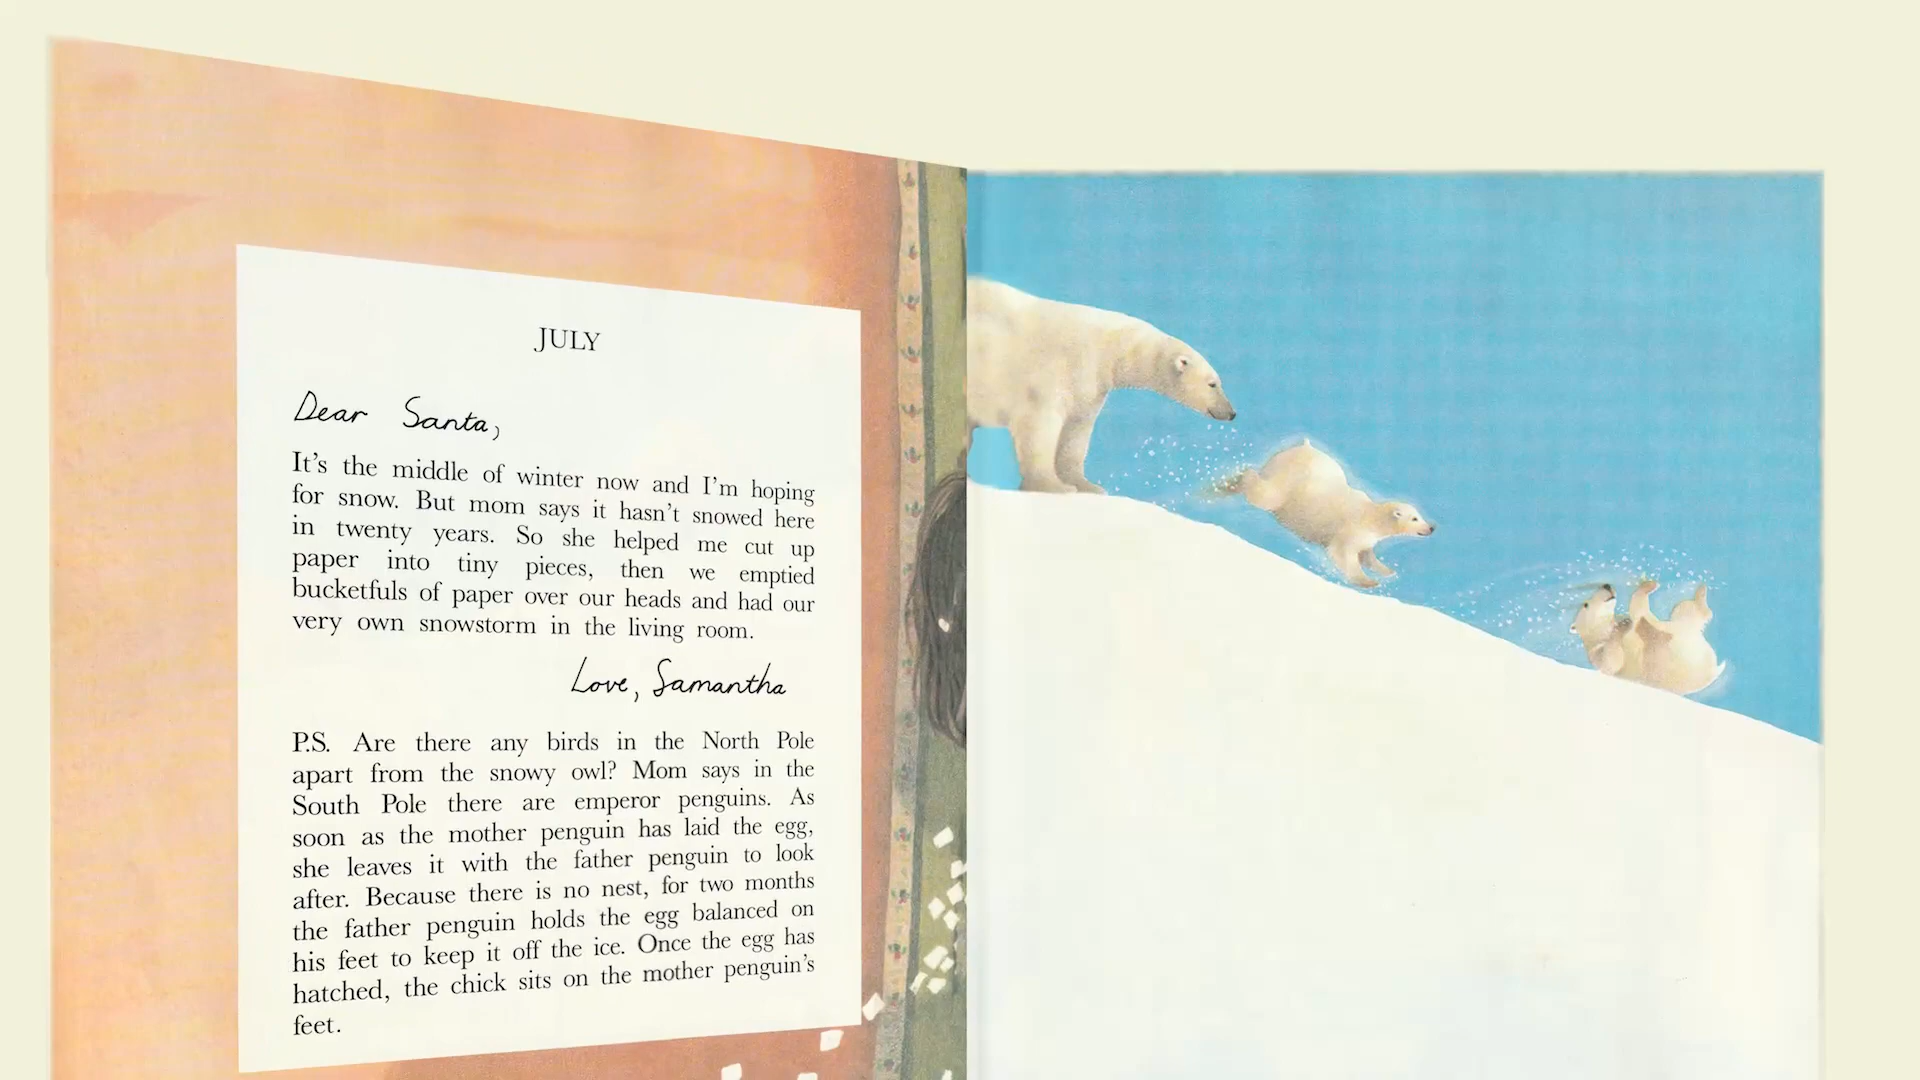 JULY
Dear Santa,
It's the middle of winter now and I'm hoping
for snow. But mom says it hasn't snowed here
in twenty years. So she helped me cut up
paper into tiny pieces, then we emptied
bucketfuls of paper over our heads and had our
very own snowstorm in the living room.
Love, Samantha
P.S. Are there any birds in the North Pole
apart from the snowy owl? Mom says in the
South Pole there are emperor penguins. As
soon as the mother penguin has laid the egg,
she leaves it with the father penguin to look
after. Because there is no nest, for two months
the father penguin holds the egg balanced on
his feet to keep it off the ice. Once the egg has
hatched, the chick sits on the mother penguin's
feet.